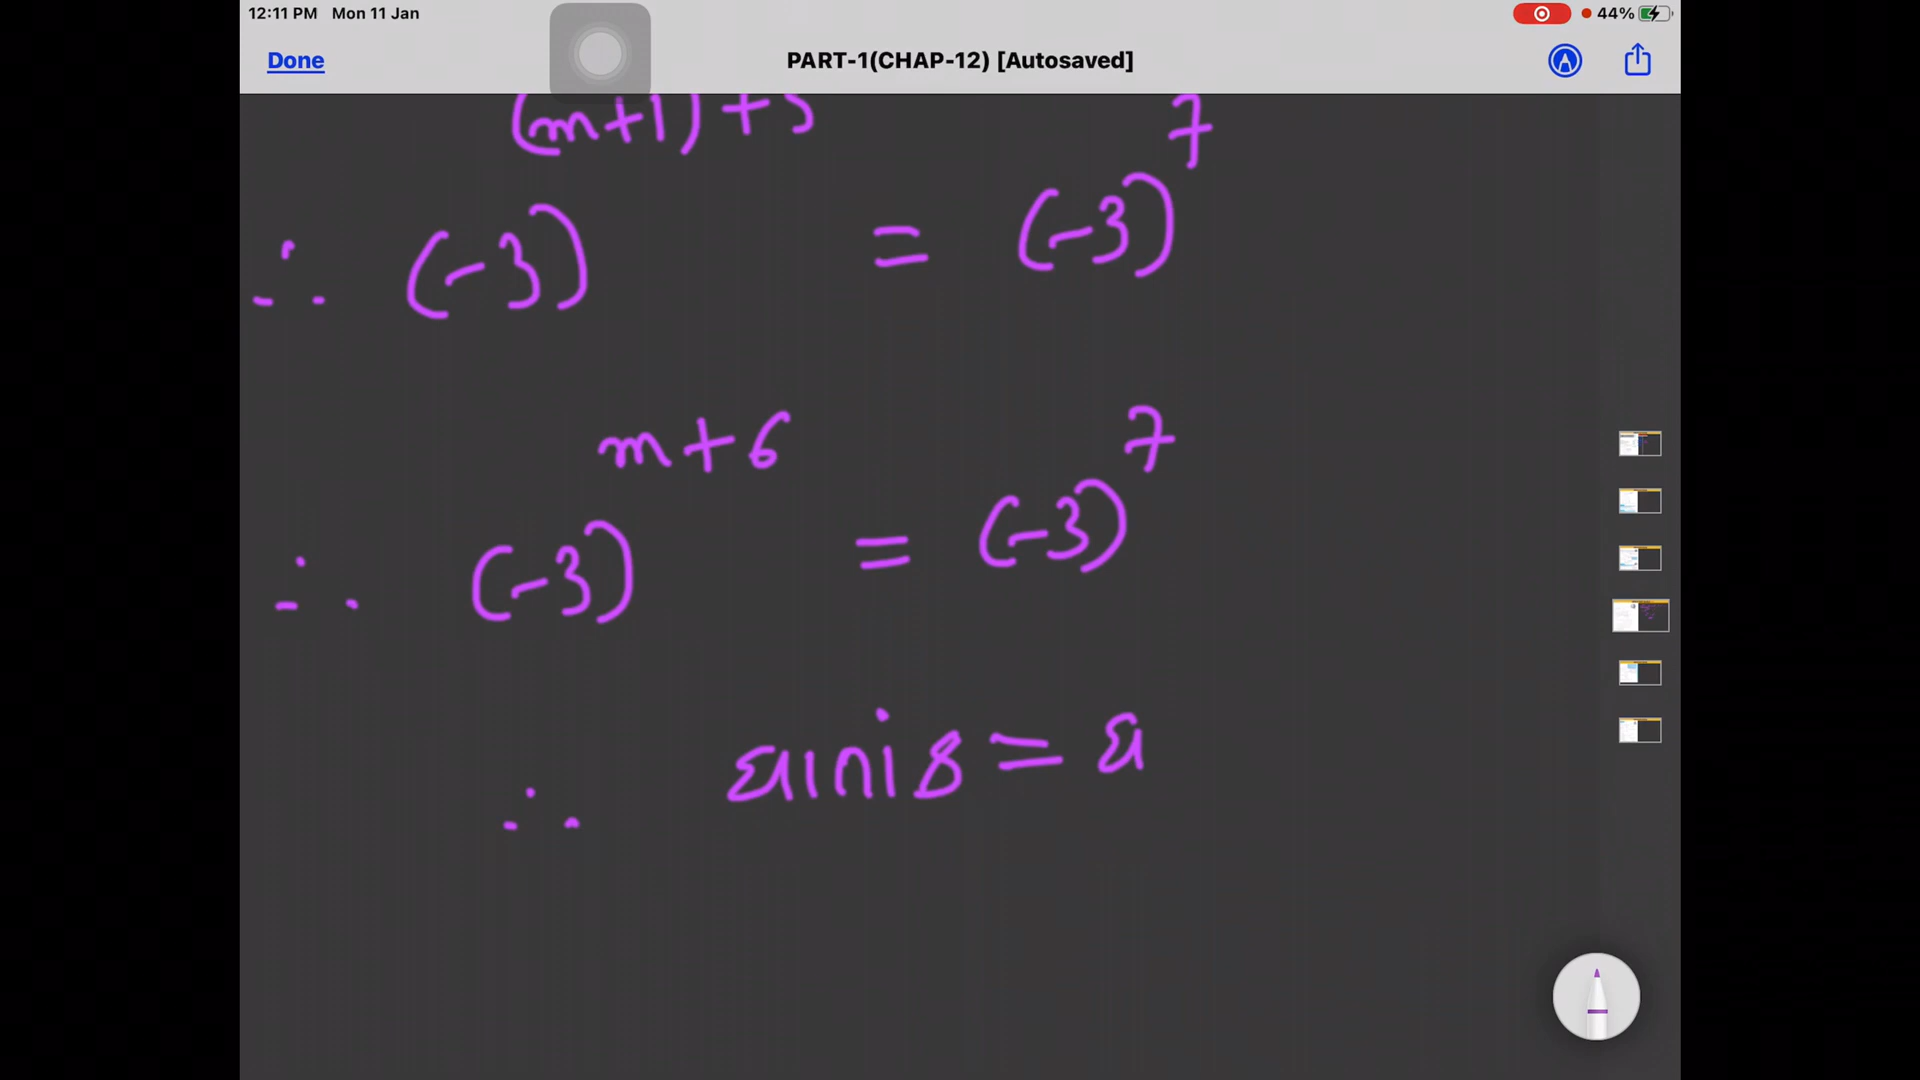 12:11 PM Mon 11 Jan 44%
Done PART-1(CHAP-12) [Autosaved]
∴ (-3)^{(m+1)+5} = (-3)^7
∴ (-3)^{m+6} = (-3)^7
∴ ઘાતાંક = ઘ